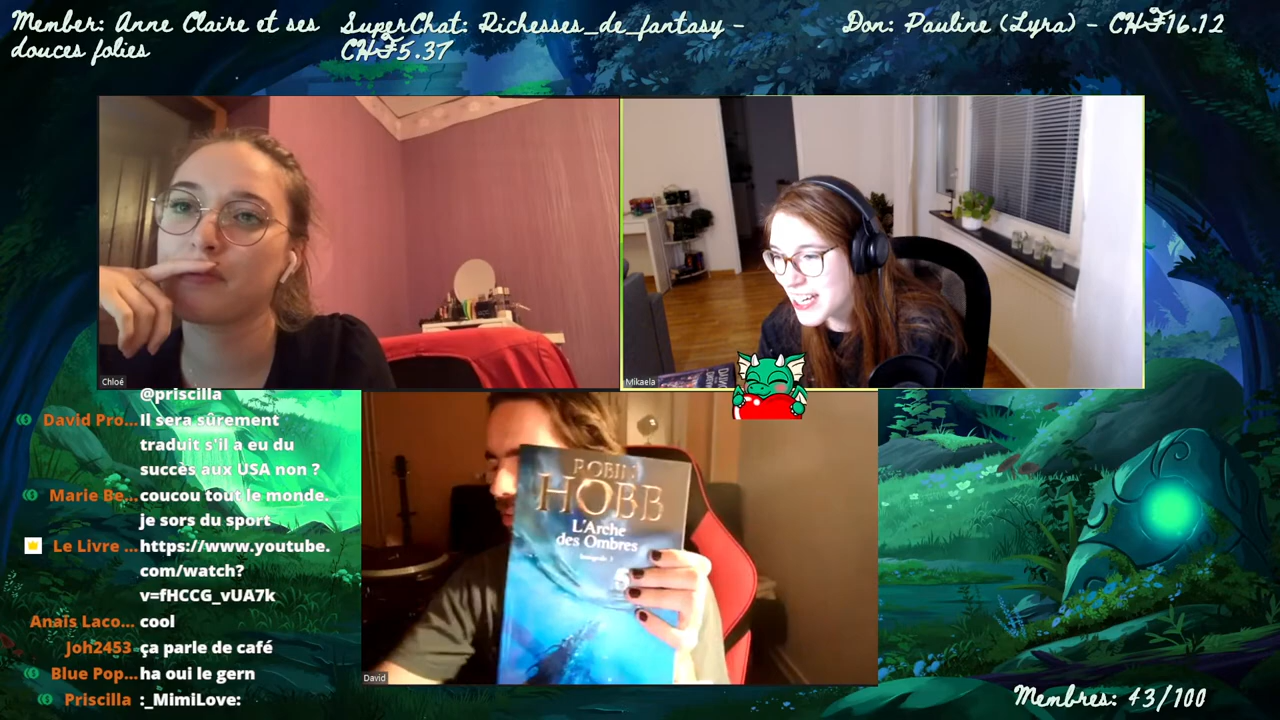 Member: Anne Claire et ses
douces folies
SuperChat: Richesses_de_fantasy -
CHF5.37
Don: Pauline (Lyra) - CHF16.12
Chloé
Mikaela
@priscilla
David Pro... Il sera sûrement
traduit s'il a eu du
succès aux USA non ?
Marie Be... coucou tout le monde.
je sors du sport
Le Livre ... https://www.youtube.
com/watch?
v=fHCCG_vUA7k
Anaïs Laco... cool
Joh2453 ça parle de café
Blue Pop... ha oui le gern
Priscilla :_MimiLove:
ROBIN
HOBB
L'Arche
des Ombres
David
Membres: 43/100